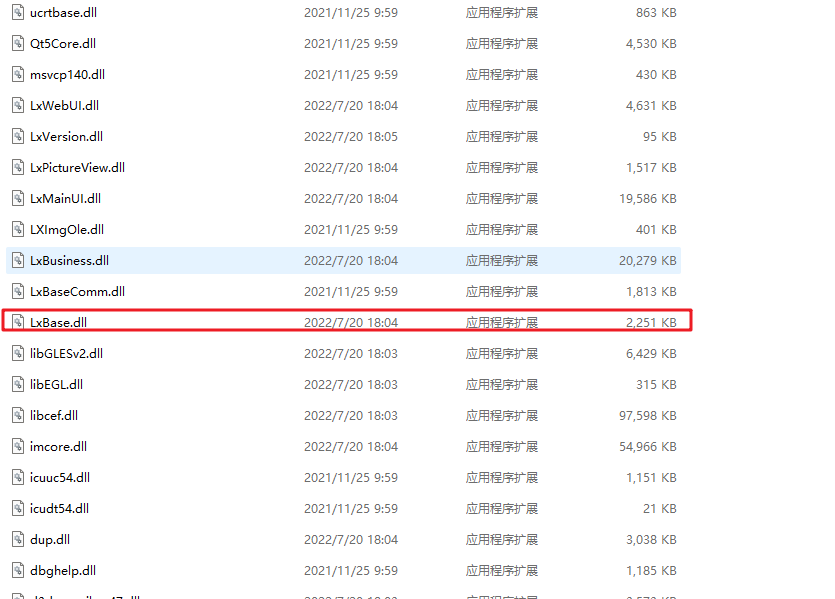 ucrtbase.dll 2021/11/25 9:59 应用程序扩展 863 KB
Qt5Core.dll 2021/11/25 9:59 应用程序扩展 4,530 KB
msvcp140.dll 2021/11/25 9:59 应用程序扩展 430 KB
LxWebUI.dll 2022/7/20 18:04 应用程序扩展 4,631 KB
LxVersion.dll 2022/7/20 18:05 应用程序扩展 95 KB
LxPictureView.dll 2022/7/20 18:04 应用程序扩展 1,517 KB
LxMainUI.dll 2022/7/20 18:04 应用程序扩展 19,586 KB
LXImgOle.dll 2021/11/25 9:59 应用程序扩展 401 KB
LxBusiness.dll 2022/7/20 18:04 应用程序扩展 20,279 KB
LxBaseComm.dll 2021/11/25 9:59 应用程序扩展 1,813 KB
LxBase.dll 2022/7/20 18:04 应用程序扩展 2,251 KB
libGLESv2.dll 2022/7/20 18:03 应用程序扩展 6,429 KB
libEGL.dll 2022/7/20 18:03 应用程序扩展 315 KB
libcef.dll 2022/7/20 18:03 应用程序扩展 97,598 KB
imcore.dll 2022/7/20 18:04 应用程序扩展 54,966 KB
icuuc54.dll 2021/11/25 9:59 应用程序扩展 1,151 KB
icudt54.dll 2021/11/25 9:59 应用程序扩展 21 KB
dup.dll 2022/7/20 18:04 应用程序扩展 3,038 KB
dbghelp.dll 2021/11/25 9:59 应用程序扩展 1,185 KB